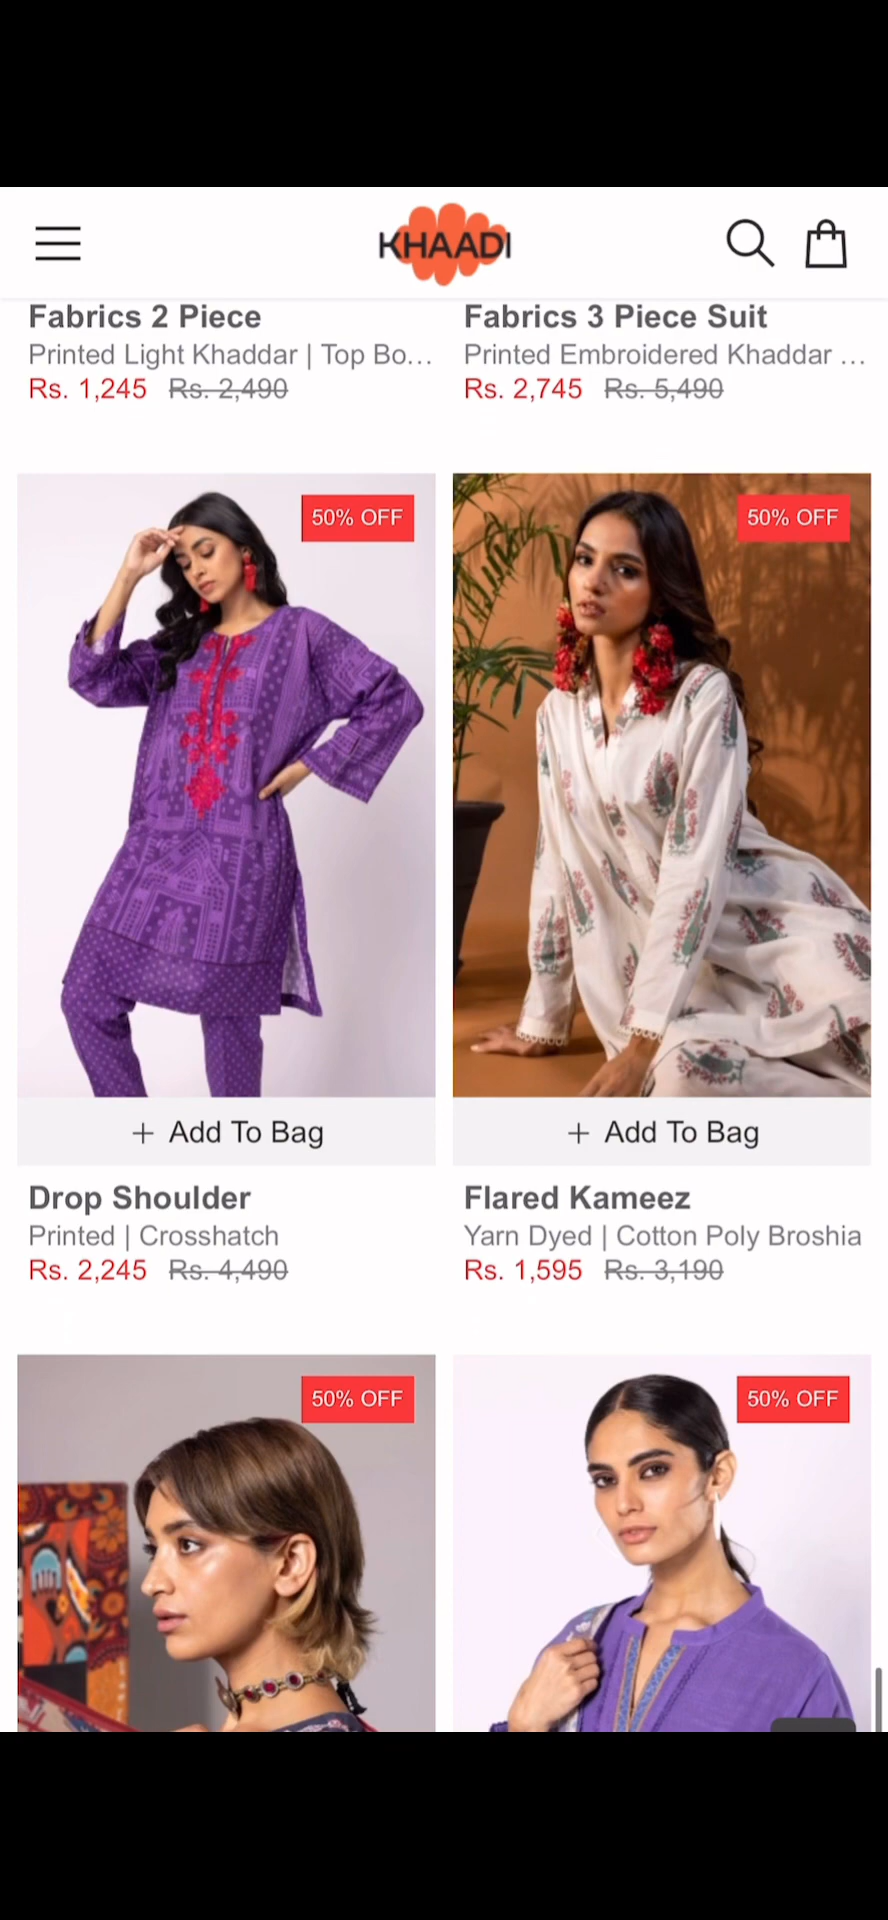 KHAADI
Fabrics 2 Piece
Printed Light Khaddar | Top Bo...
Rs. 1,245 Rs. 2,490
Fabrics 3 Piece Suit
Printed Embroidered Khaddar ...
Rs. 2,745 Rs. 5,490
50% OFF
50% OFF
+ Add To Bag
+ Add To Bag
Drop Shoulder
Printed | Crosshatch
Rs. 2,245 Rs. 4,490
Flared Kameez
Yarn Dyed | Cotton Poly Broshia
Rs. 1,595 Rs. 3,190
50% OFF
50% OFF